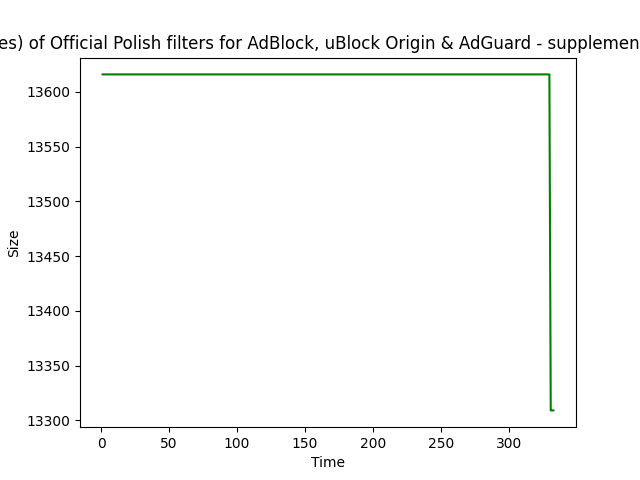 es) of Official Polish filters for AdBlock, uBlock Origin & AdGuard - supplemen
13600
13550
13500
13450
13400
13350
13300
Size
0 50 100 150 200 250 300
Time